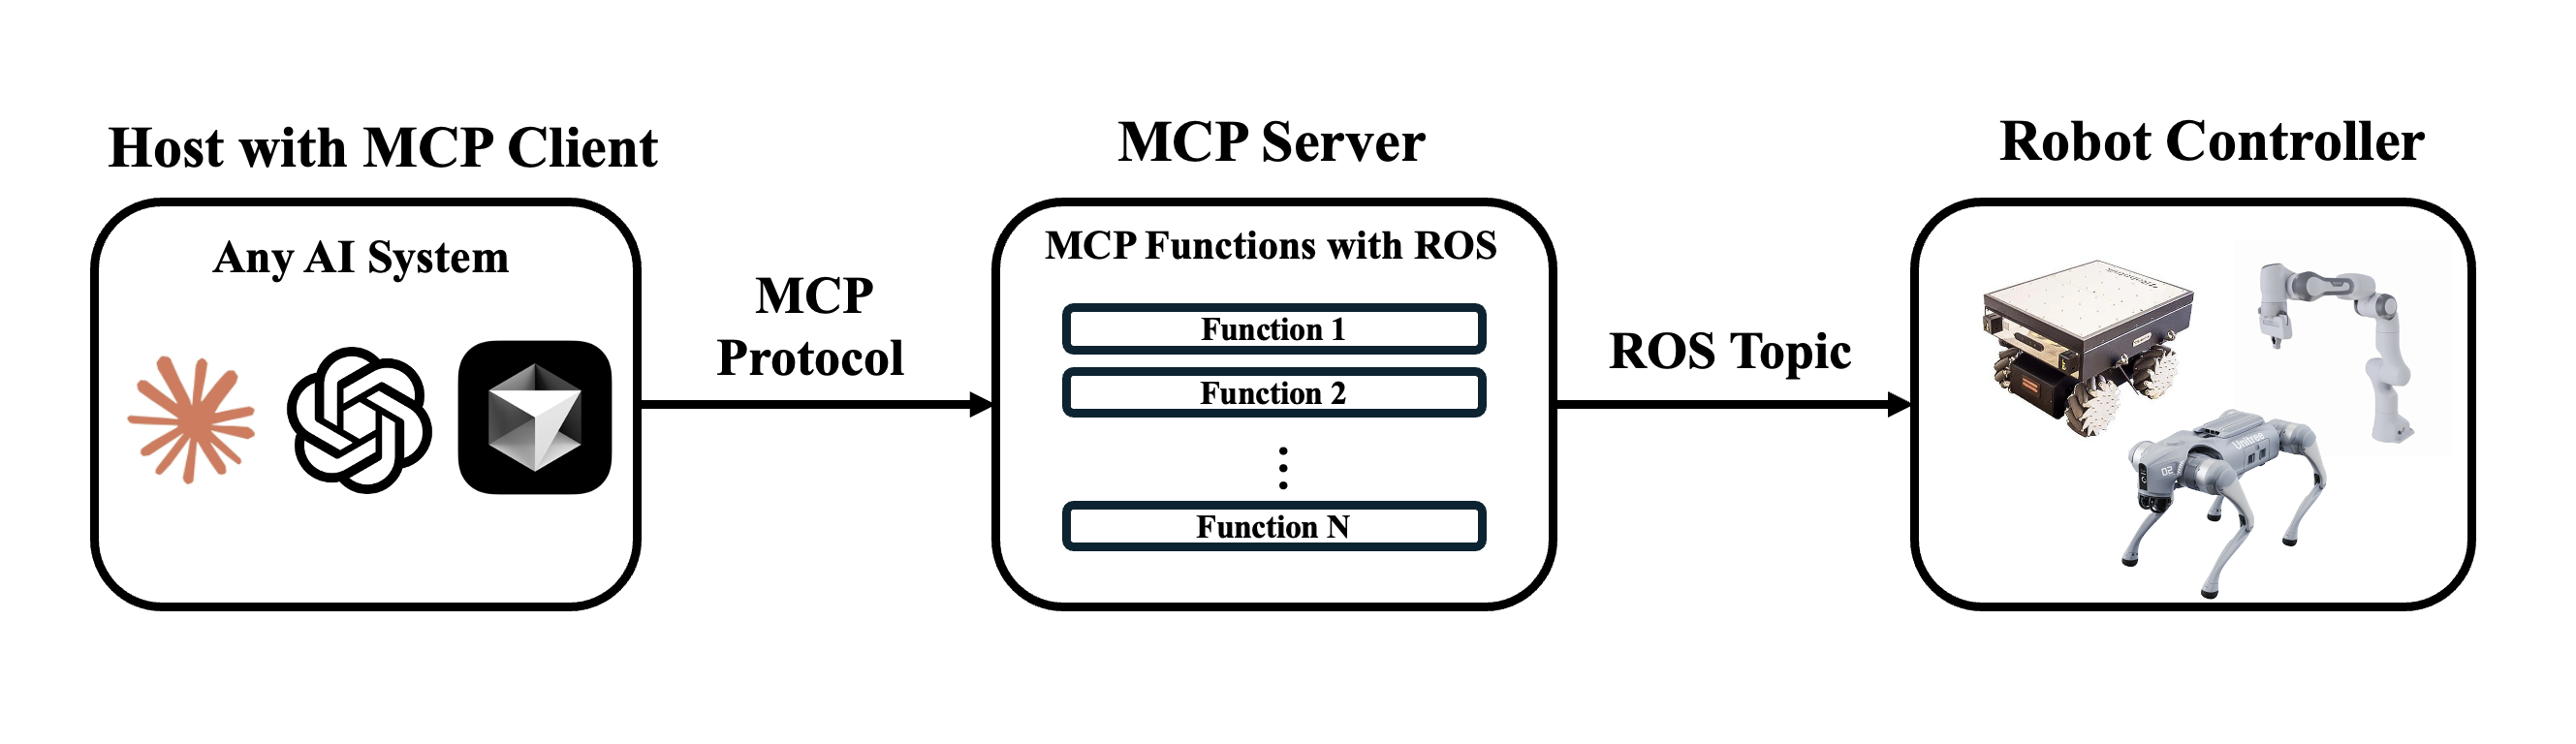 Host with MCP Client
Any AI System
MCP
Protocol
MCP Server
MCP Functions with ROS
Function 1
Function 2
Function N
ROS Topic
Robot Controller
Unitree
02